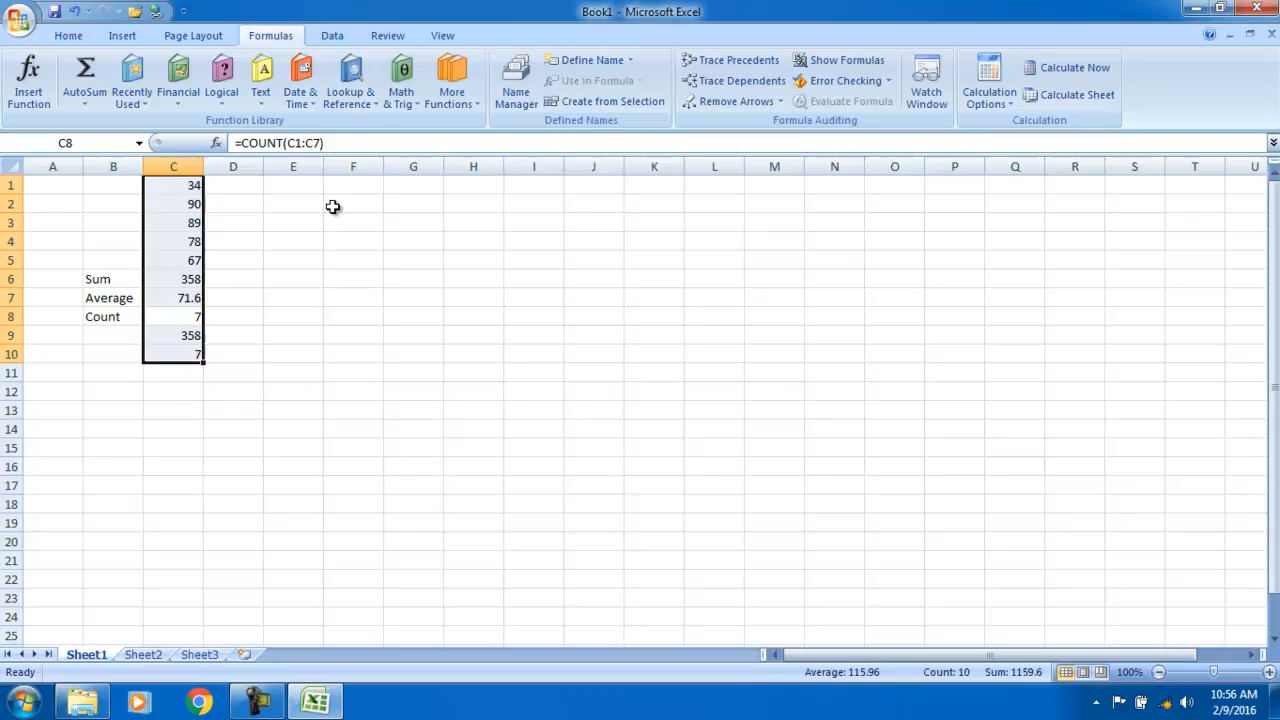 Book1 - Microsoft Excel
Home Insert Page Layout Formulas Data Review View
fx Σ θ
Insert Function
AutoSum
Recently Used
Financial
Logical
A
Text
Date & Time
Lookup & Reference
Math & Trig
More Functions
Function Library
Name Manager
Define Name
Use in Formula
Create from Selection
Defined Names
Trace Precedents
Trace Dependents
Remove Arrows
Show Formulas
Error Checking
Evaluate Formula
Formula Auditing
Watch Window
Calculation Options
Calculate Now
Calculate Sheet
Calculation
C8 fx =COUNT(C1:C7)
A B C D E F G H I J K L M N O P Q R S T U
1 34
2 90
3 89
4 78
5 67
6 Sum 358
7 Average 71.6
8 Count 7
9 358
10 7
11
12
13
14
15
16
17
18
19
20
21
22
23
24
25
Sheet1 Sheet2 Sheet3
Ready Average: 115.96 Count: 10 Sum: 1159.6 100%
10:56 AM
2/9/2016